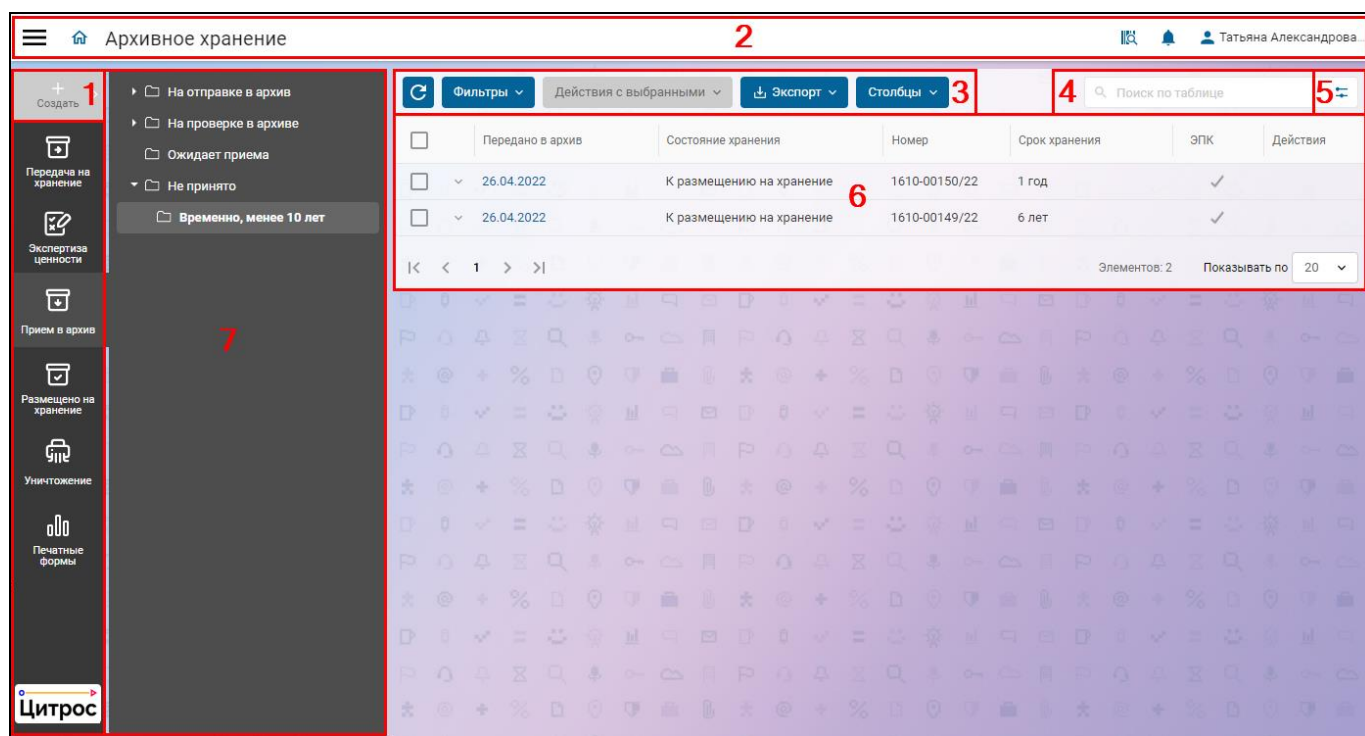 Архивное хранение
2
Татьяна Александрова...
Создать
1
Передача на
хранение
Экспертиза
ценности
Прием в архив
Размещено на
хранение
Уничтожение
Печатные
формы
Цитрос
На отправке в архив
На проверке в архиве
Ожидает приема
Не принято
Временно, менее 10 лет
7
Фильтры
Действия с выбранными
Экспорт
Столбцы
3
4
Поиск по таблице
5
Передано в архив Состояние хранения Номер Срок хранения ЭПК Действия
26.04.2022 К размещению на хранение 1610-00150/22 1 год
6
26.04.2022 К размещению на хранение 1610-00149/22 6 лет
1 Элементов: 2 Показывать по 20